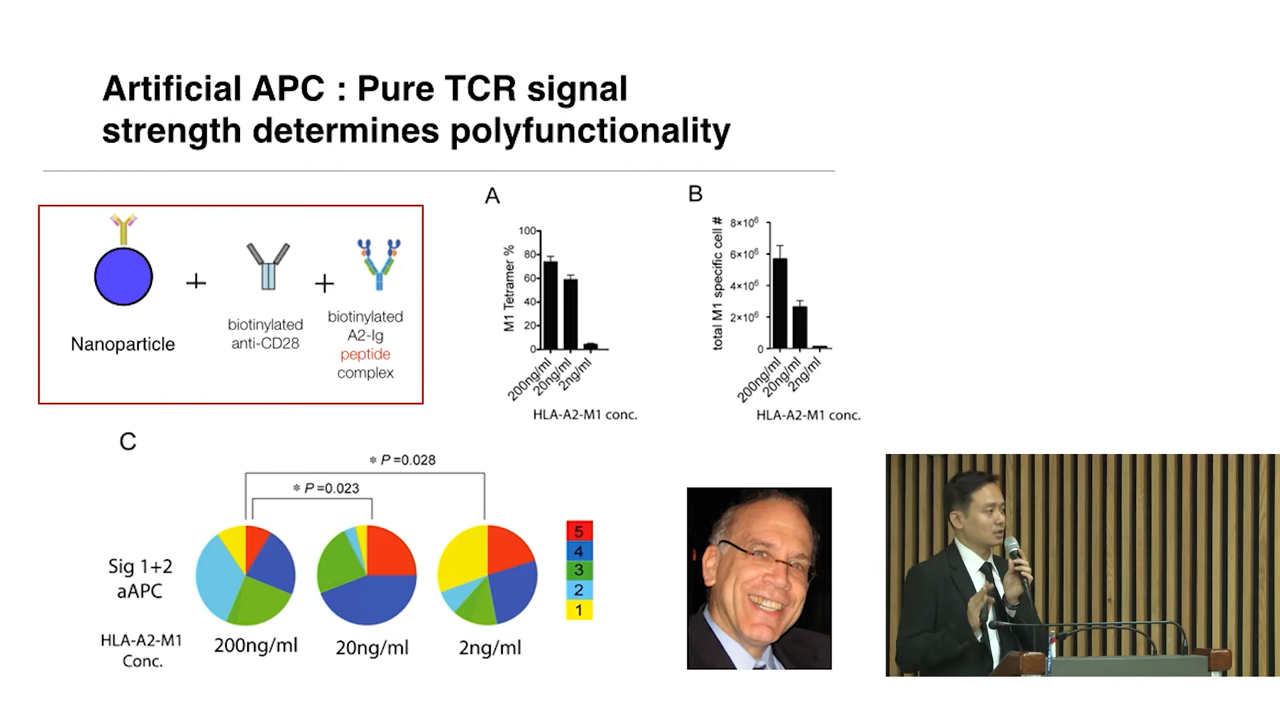 Artificial APC : Pure TCR signal
strength determines polyfunctionality
Nanoparticle
+
biotinylated
anti-CD28
+
biotinylated
A2-Ig
peptide
complex
A
M1 Tetramer %
100
80
60
40
20
0
200ng/ml
20ng/ml
2ng/ml
HLA-A2-M1 conc.
B
total M1 specific cell #
8×10⁶
6×10⁶
4×10⁶
2×10⁶
0
200ng/ml
20ng/ml
2ng/ml
HLA-A2-M1 conc.
C
* P =0.028
* P =0.023
Sig 1+2
aAPC
5
4
3
2
1
HLA-A2-M1
Conc.
200ng/ml
20ng/ml
2ng/ml